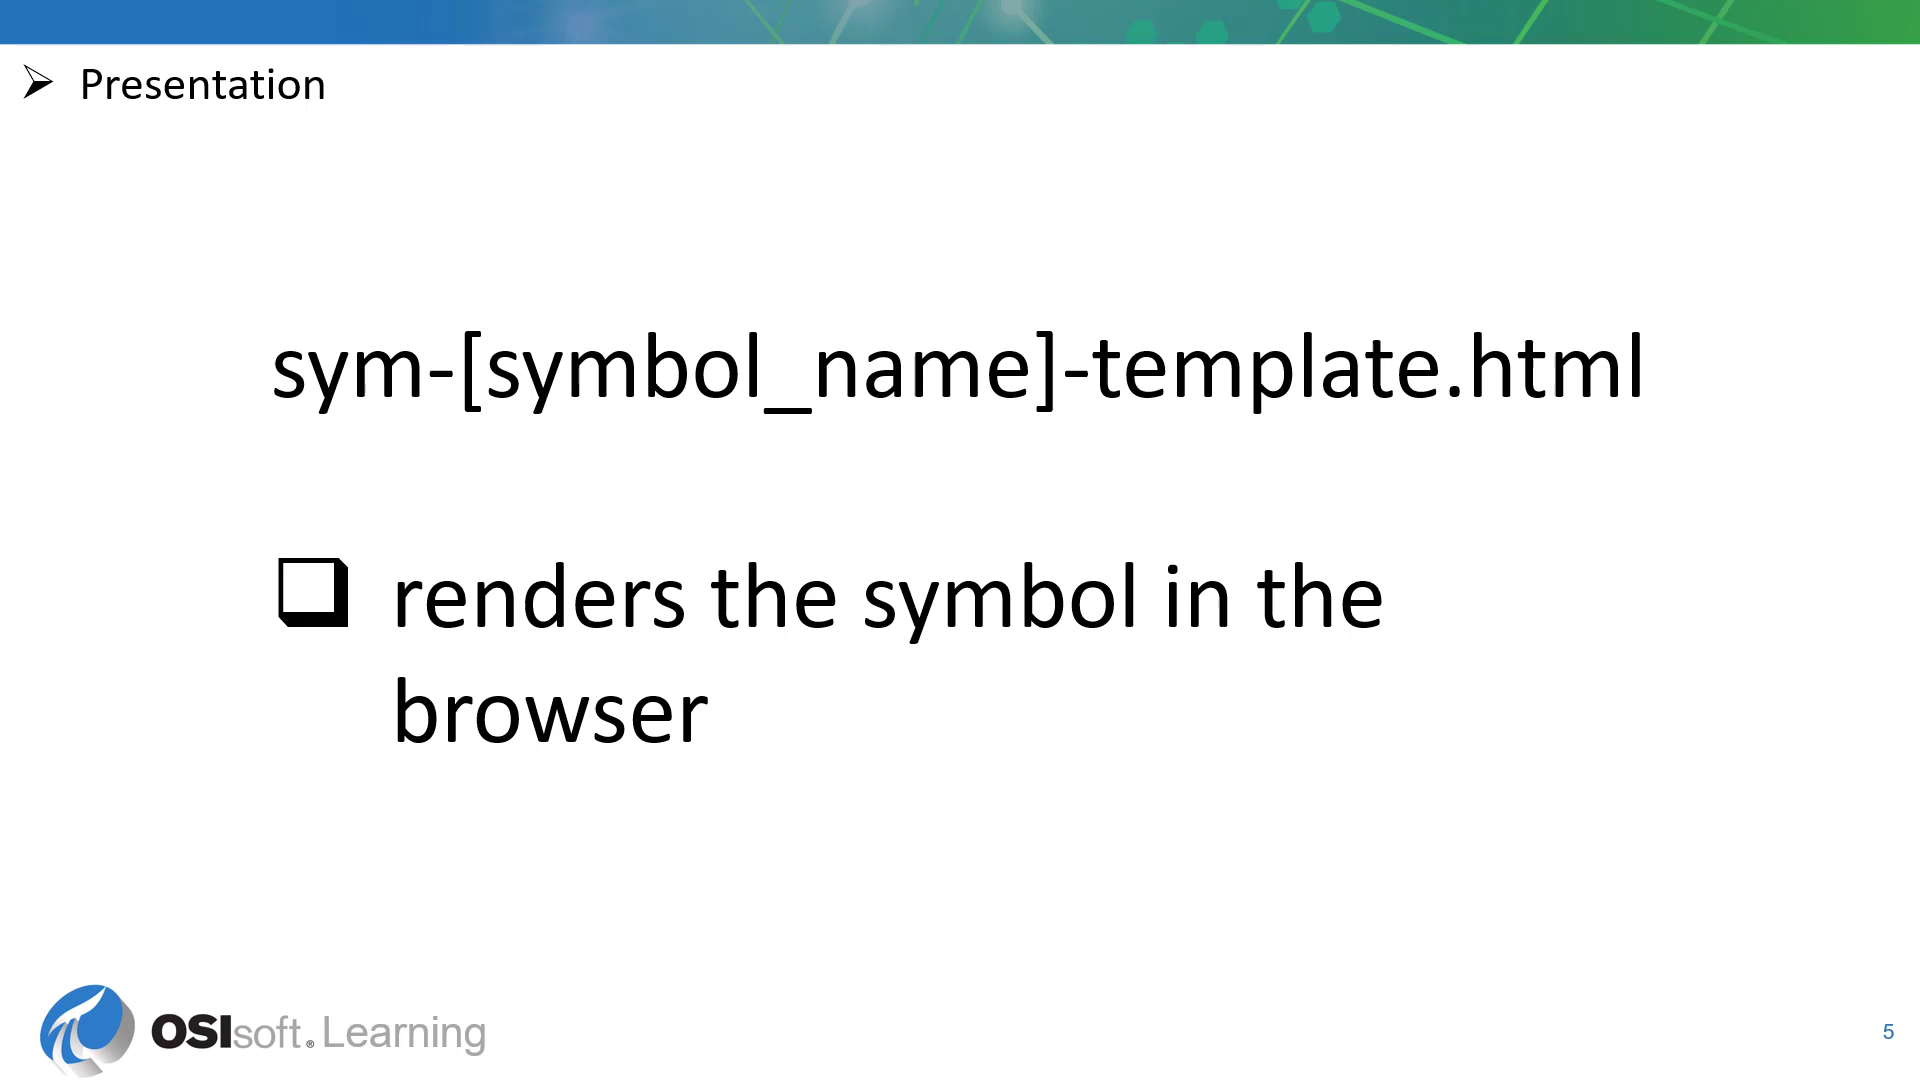 Presentation
sym-[symbol_name]-template.html
renders the symbol in the
browser
OSIsoft® Learning
5